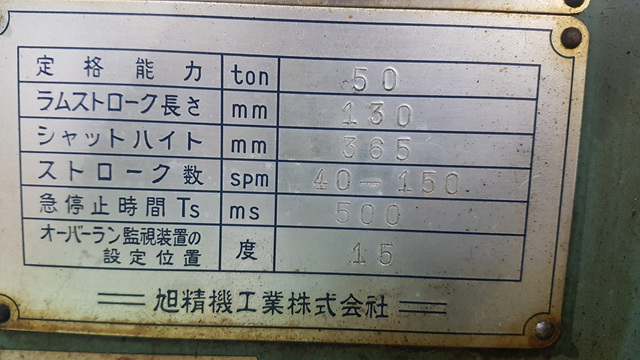 定格能力 ton 50
ラムストローク長さ mm 130
シャットハイト mm 365
ストローク数 spm 40-150
急停止時間Ts ms 500
オーバーラン監視装置の
設定位置 度 15
旭精機工業株式会社